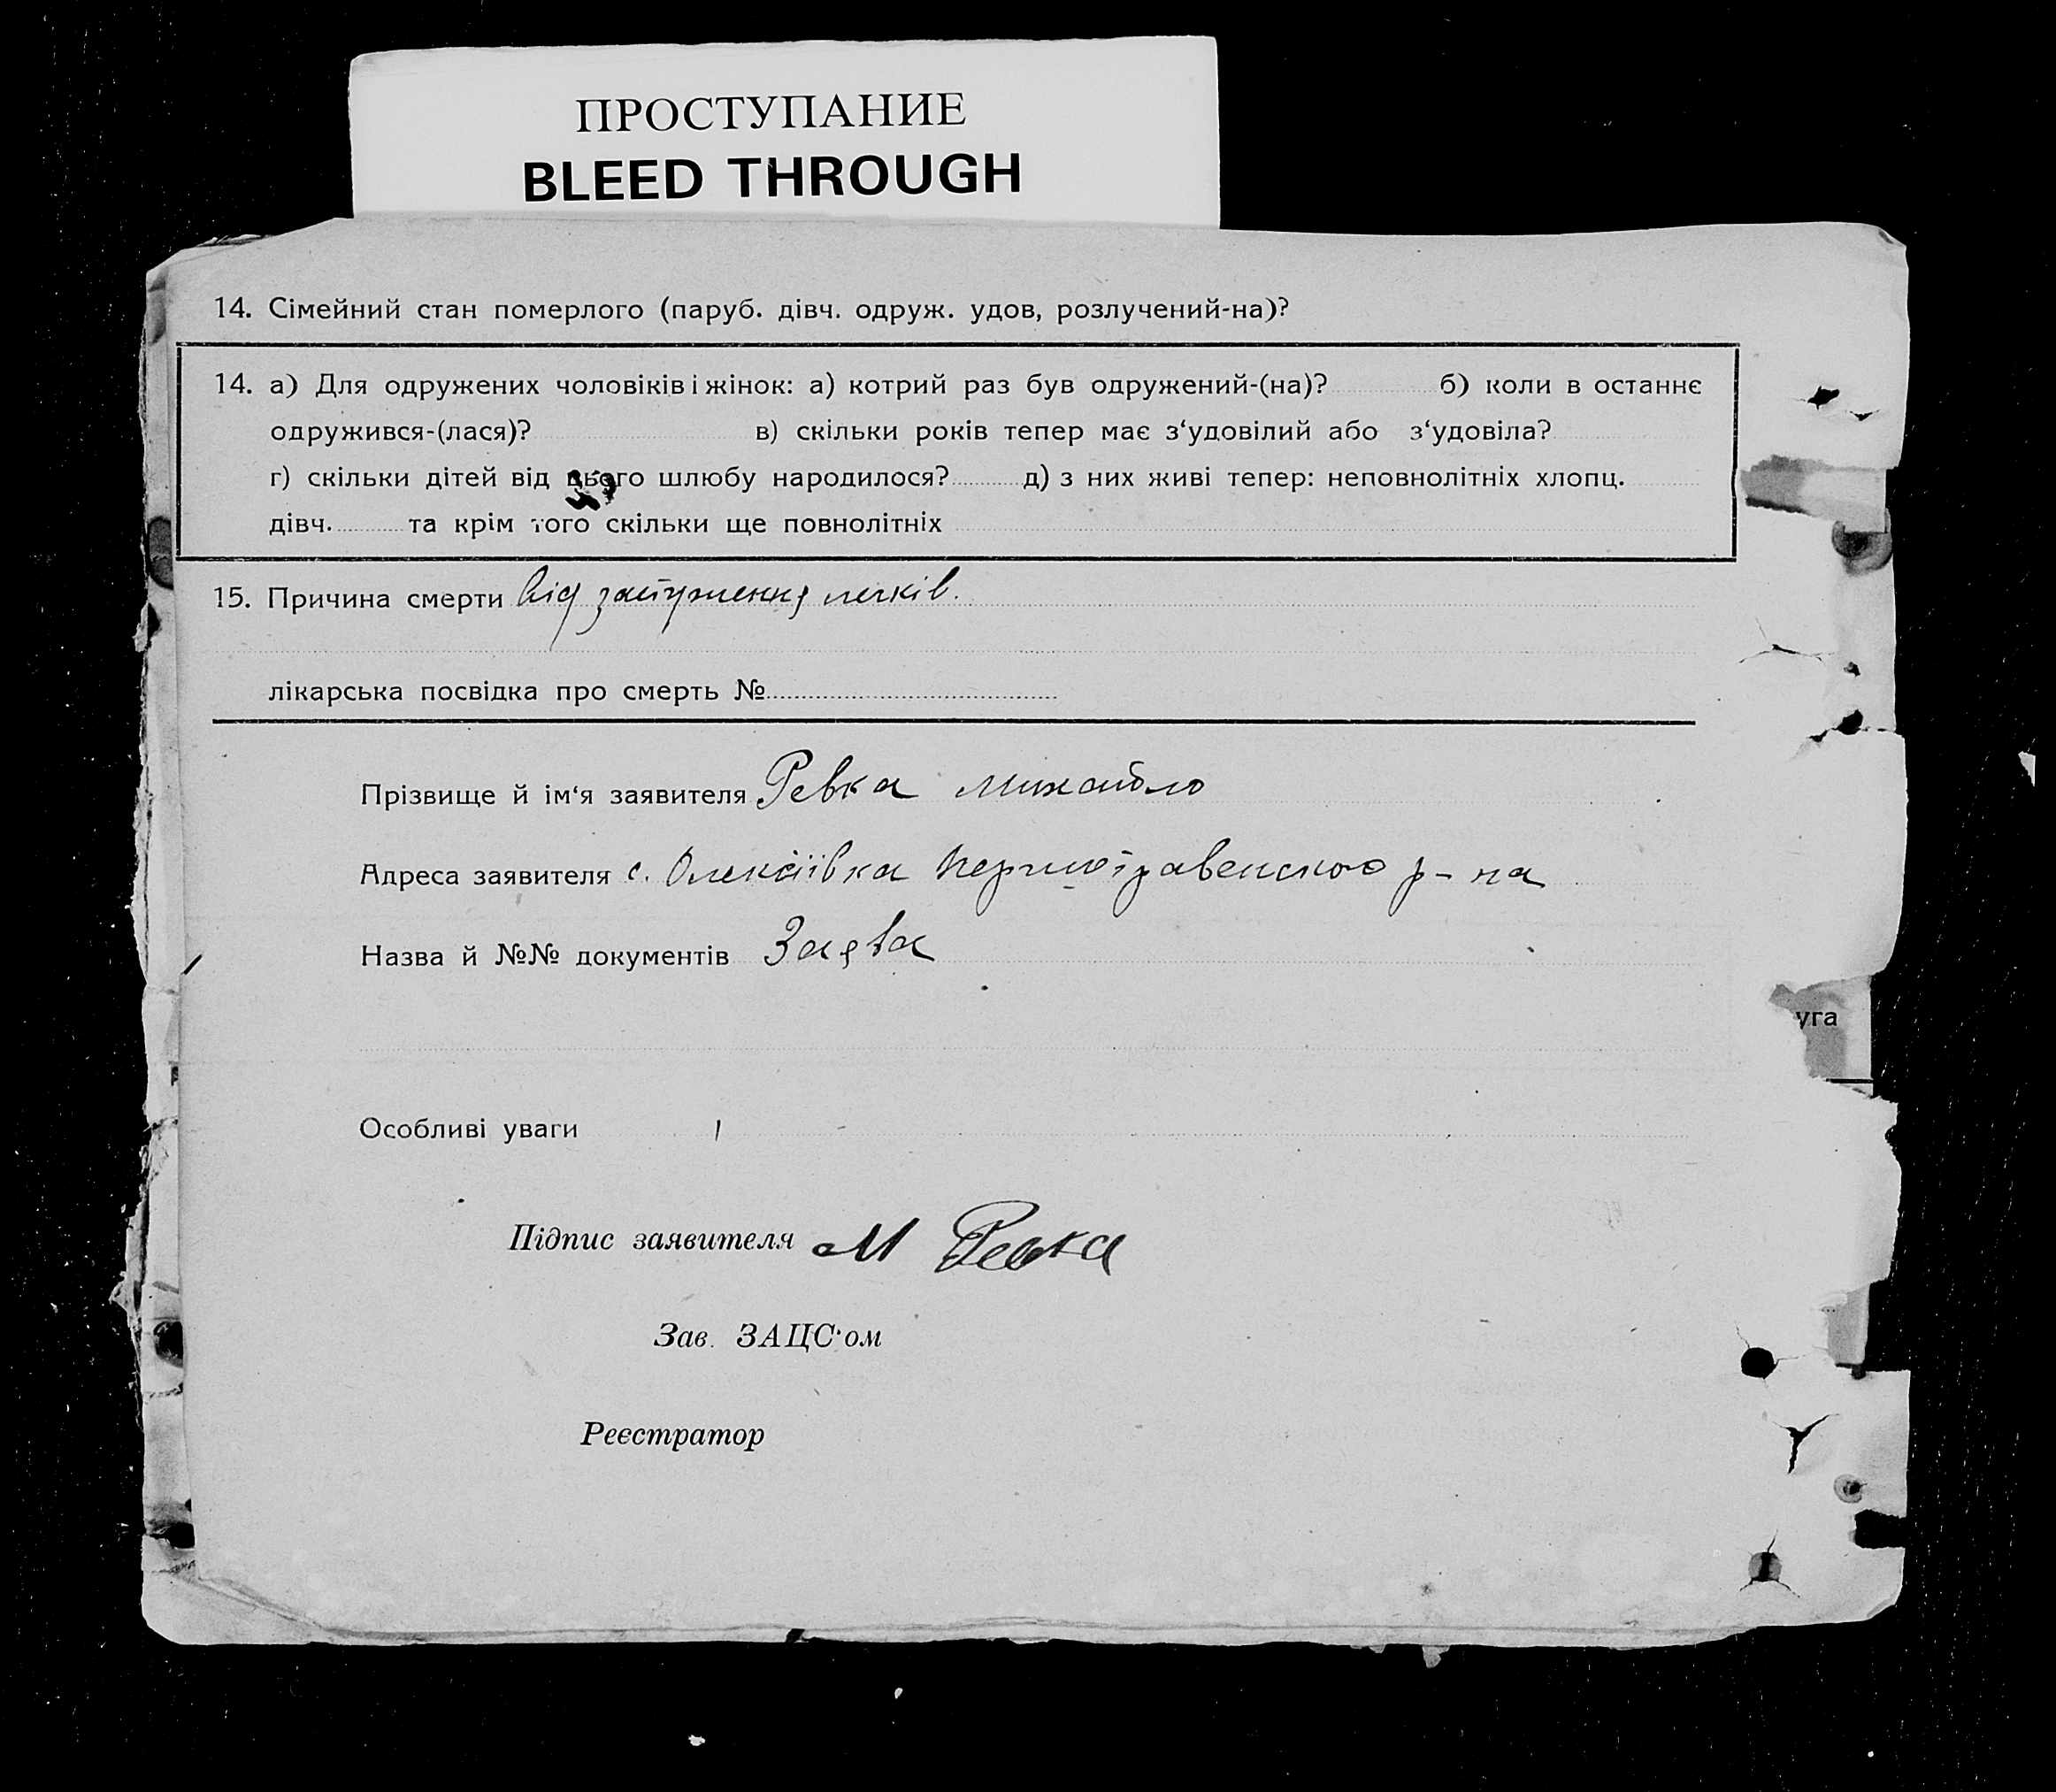 ПРОСТУПАНИЕ
BLEED THROUGH
14. Сімейний стан померлого (паруб. дівч. одруж. удов, розлучений-на)?
14. а) Для одружених чоловіків і жінок: а) котрий раз був одружений-(на)? б) коли в останнє
одружився-(лася)? в) скільки років тепер має з‘удовілий або з‘удовіла?
г) скільки дітей від цього шлюбу народилося? д) з них живі тепер: неповнолітніх хлопц.
дівч. та крім того скільки ще повнолітніх
15. Причина смерти Від застуження легків.
лікарська посвідка про смерть №
Прізвище й ім‘я заявителя Ревка Михайло
Адреса заявителя с. Олексіївка Першотравенского р-на
Назва й №№ документів Заява
уга
Особливі уваги
Підпис заявителя М Ревка
Зав. ЗАЦС‘ом
Реєстратор